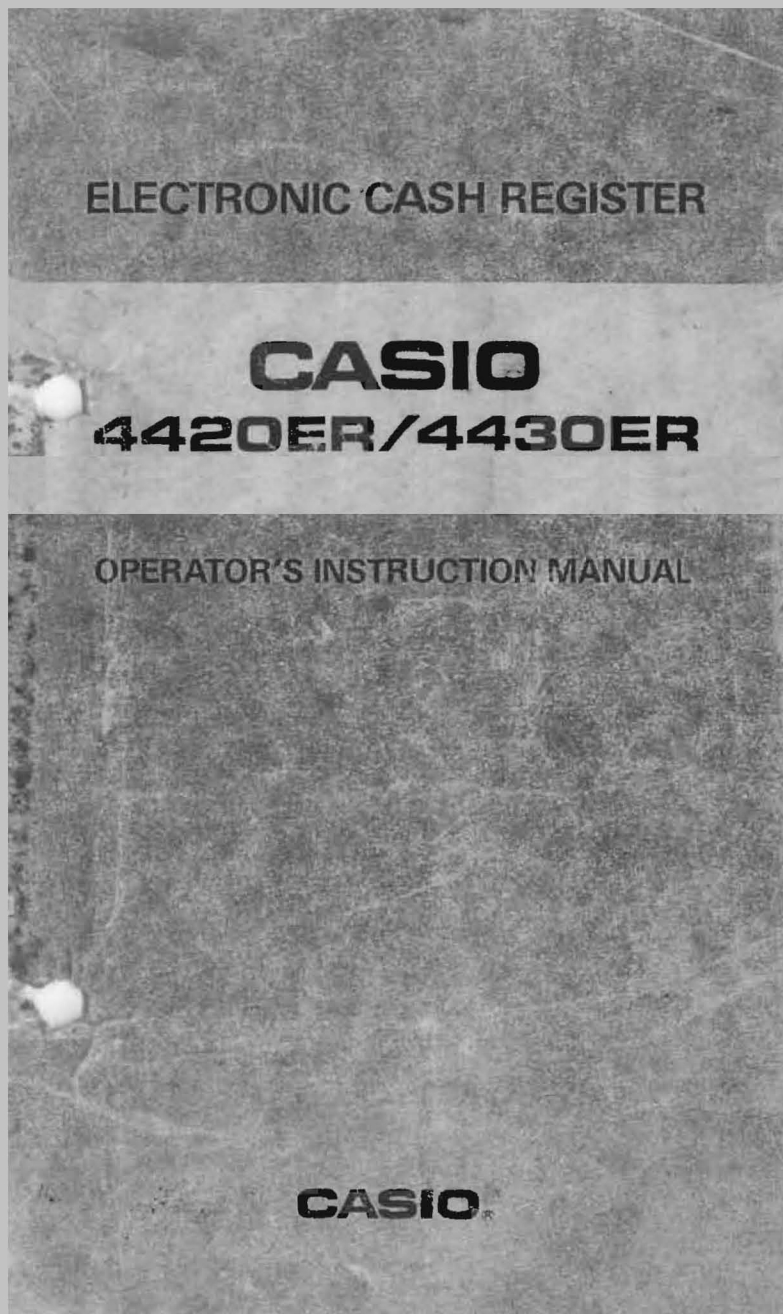 ELECTRONIC CASH REGISTER
CASIO
4420ER/4430ER
OPERATOR'S INSTRUCTION MANUAL
CASIO®